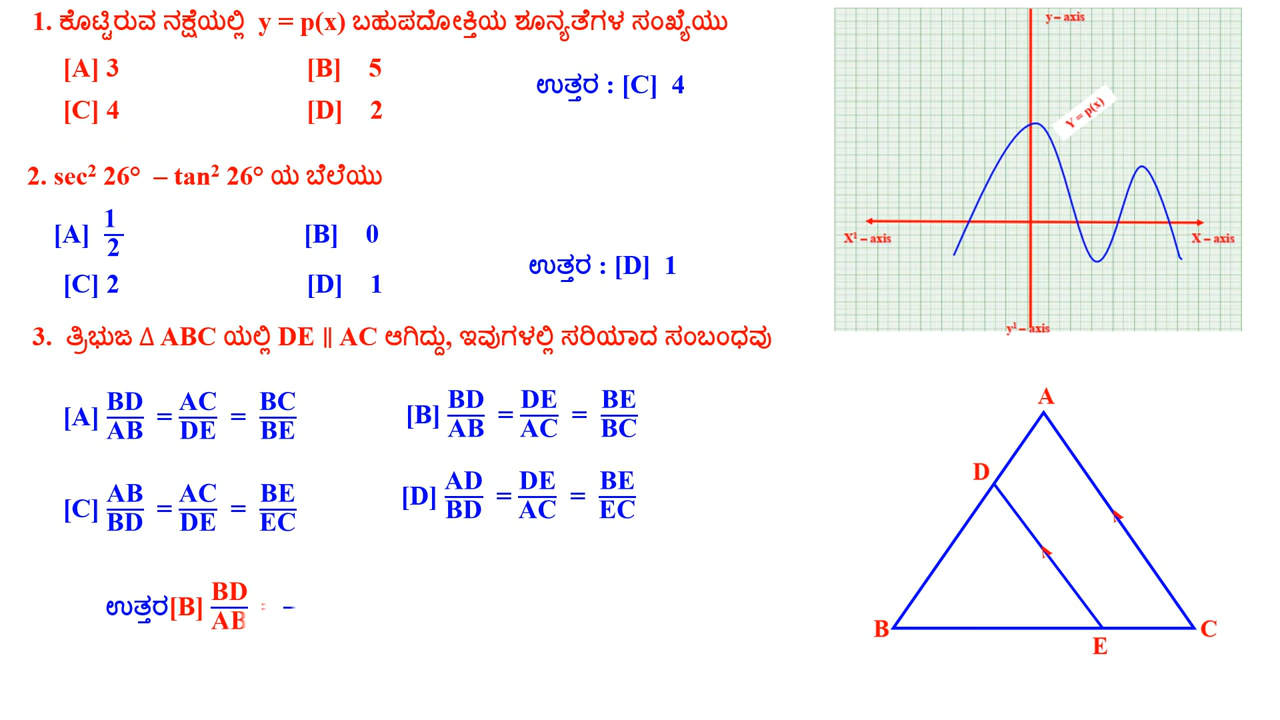 1. ಕೊಟ್ಟಿರುವ ನಕ್ಷೆಯಲ್ಲಿ y = p(x) ಬಹುಪದೋಕ್ತಿಯ ಶೂನ್ಯತೆಗಳ ಸಂಖ್ಯೆಯು
[A] 3 [B] 5
[C] 4 [D] 2
ಉತ್ತರ : [C] 4
y – axis
Y = p(x)
X¹ – axis X – axis
y¹ – axis
2. sec² 26° – tan² 26° ಯ ಬೆಲೆಯು
[A] 1/2 [B] 0
[C] 2 [D] 1
ಉತ್ತರ : [D] 1
3. ತ್ರಿಭುಜ Δ ABC ಯಲ್ಲಿ DE || AC ಆಗಿದ್ದು, ಇವುಗಳಲ್ಲಿ ಸರಿಯಾದ ಸಂಬಂಧವು
[A] BD/AB = AC/DE = BC/BE [B] BD/AB = DE/AC = BE/BC
[C] AB/BD = AC/DE = BE/EC [D] AD/BD = DE/AC = BE/EC
ಉತ್ತರ[B] BD/AB =
A
D
B C
E